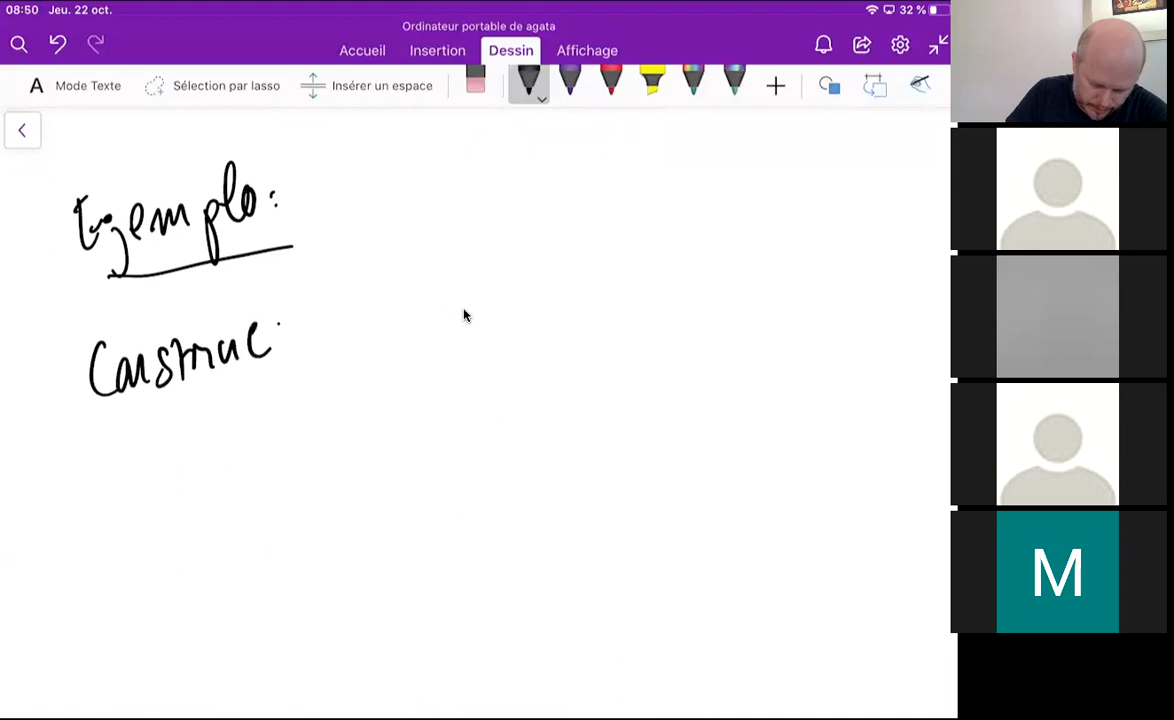 08:50 Jeu. 22 oct.
32 %
Ordinateur portable de agata
Accueil Insertion Dessin Affichage
A Mode Texte Sélection par lasso Insérer un espace
Ejemplo:
Construc
M